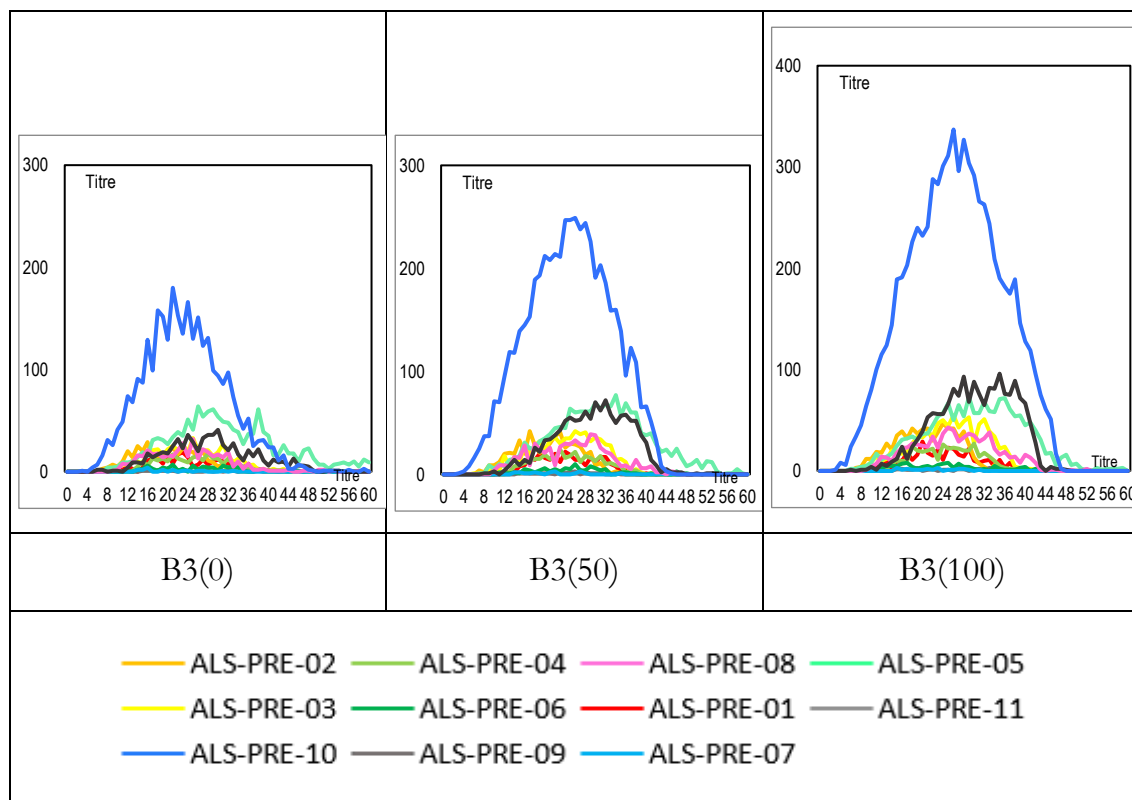 300
Titre
200
100
0
0 4 8 12 16 20 24 28 32 36 40 44 48 52 56 60
Titre
300
Titre
200
100
0
0 4 8 12 16 20 24 28 32 36 40 44 48 52 56 60
Titre
400
Titre
300
200
100
0
0 4 8 12 16 20 24 28 32 36 40 44 48 52 56 60
Titre
B3(0) B3(50) B3(100)
ALS-PRE-02 ALS-PRE-04 ALS-PRE-08 ALS-PRE-05
ALS-PRE-03 ALS-PRE-06 ALS-PRE-01 ALS-PRE-11
ALS-PRE-10 ALS-PRE-09 ALS-PRE-07